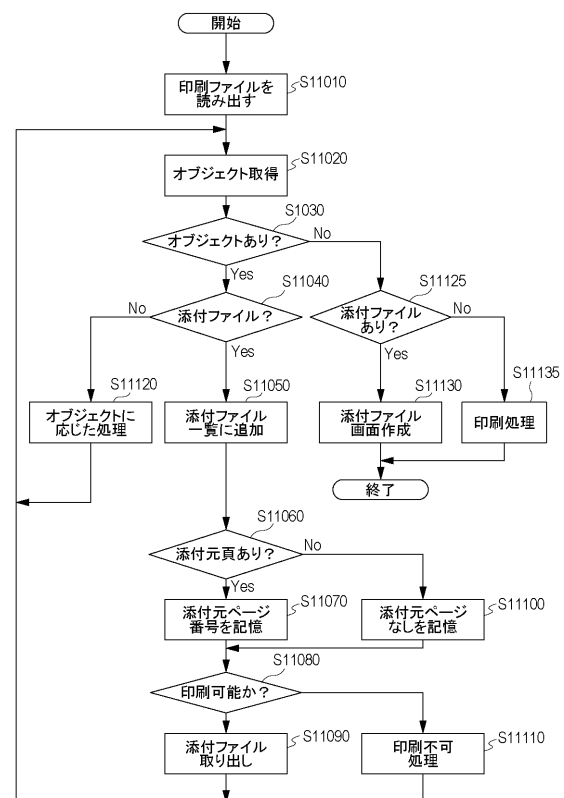 開始
印刷ファイルを
読み出す
S11010
オブジェクト取得
S11020
オブジェクトあり？
S1030
No
Yes
添付ファイル？
S11040
No
Yes
添付ファイル
あり？
S11125
No
Yes
オブジェクトに
応じた処理
S11120
添付ファイル
一覧に追加
S11050
添付ファイル
画面作成
S11130
印刷処理
S11135
終了
添付元頁あり？
S11060
No
Yes
添付元ページ
番号を記憶
S11070
添付元ページ
なしを記憶
S11100
印刷可能か？
S11080
添付ファイル
取り出し
S11090
印刷不可
処理
S11110